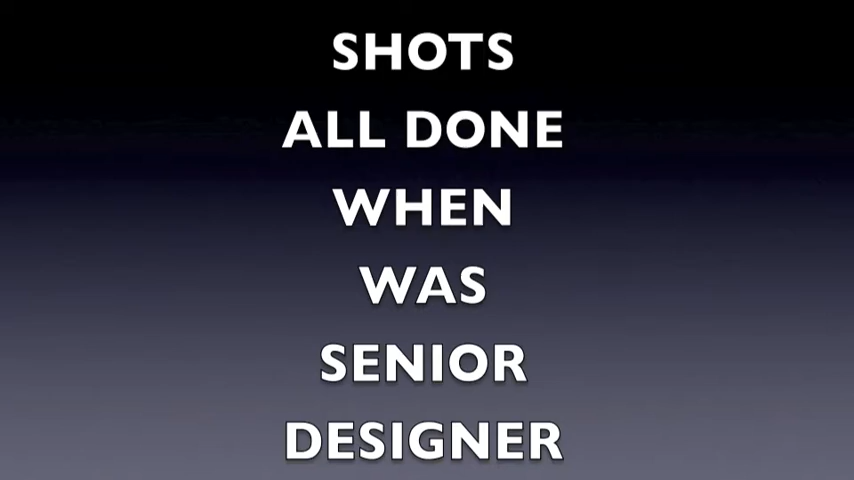 SHOTS
ALL DONE
WHEN
WAS
SENIOR
DESIGNER